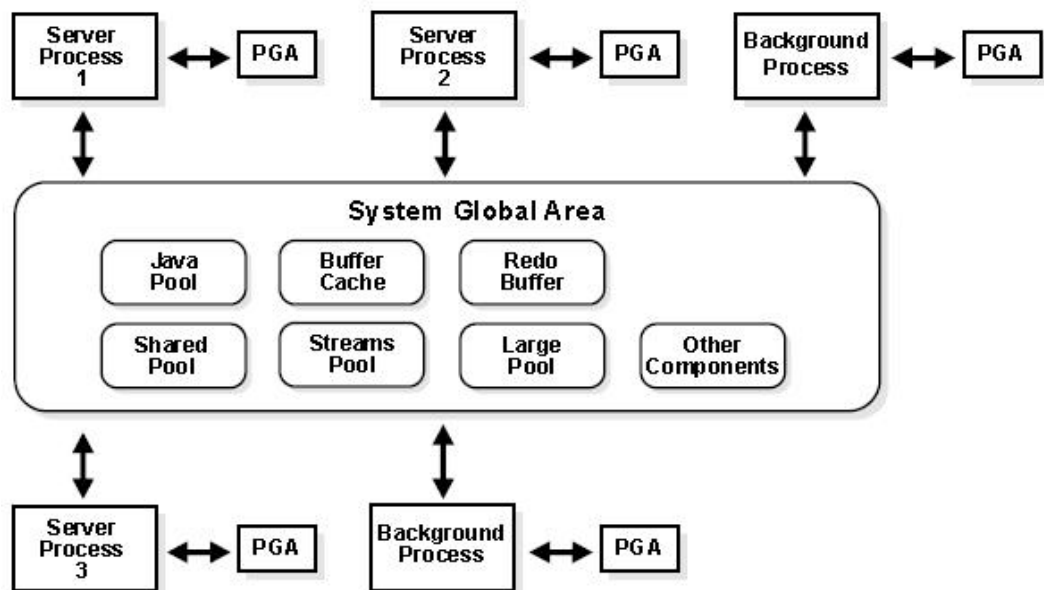 Server
Process
1
PGA
Server
Process
2
PGA
Background
Process
PGA
System Global Area
Java
Pool
Buffer
Cache
Redo
Buffer
Shared
Pool
Streams
Pool
Large
Pool
Other
Components
Server
Process
3
PGA
Background
Process
PGA